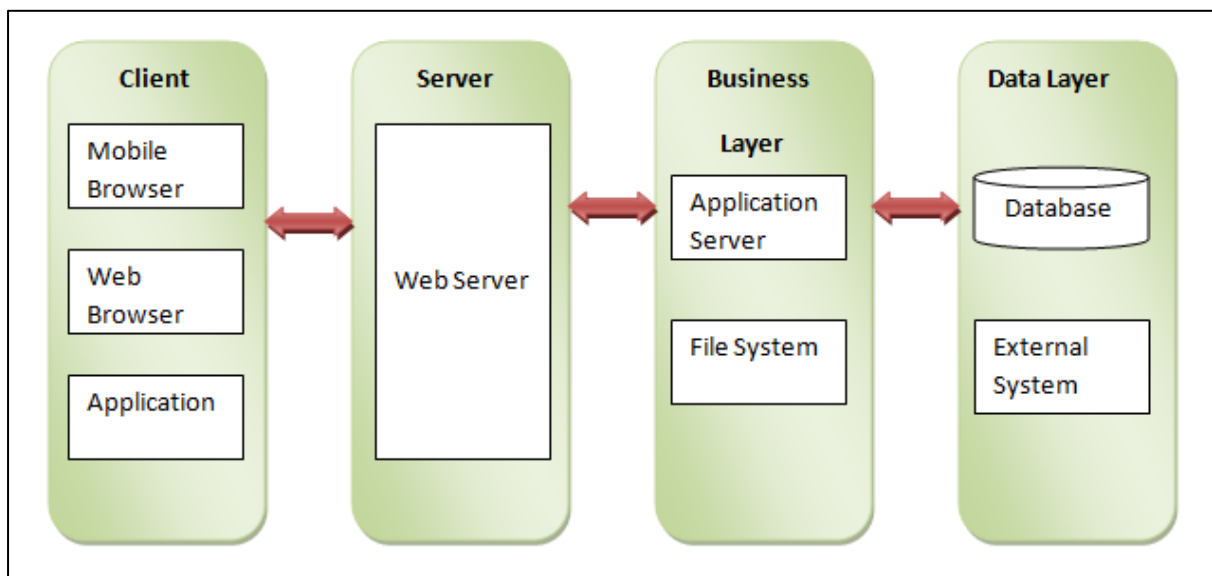 Client
Mobile
Browser
Web
Browser
Application
Server
Web Server
Business
Layer
Application
Server
File System
Data Layer
Database
External
System